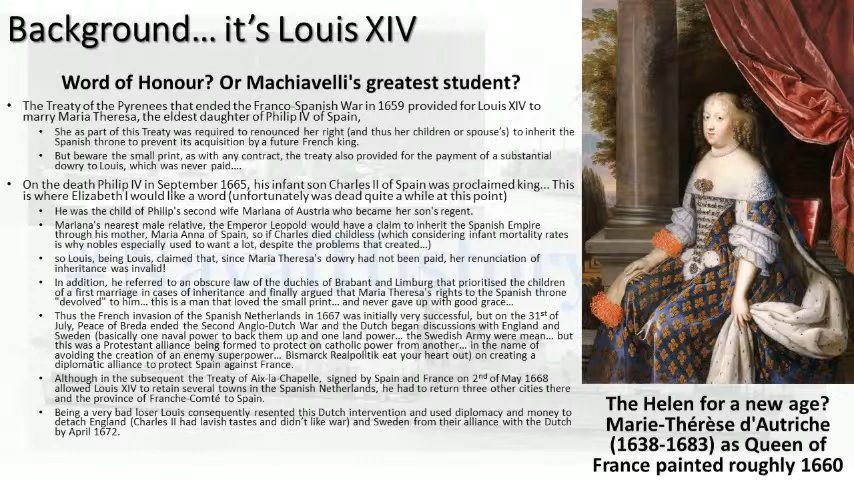 Background... it's Louis XIV
Word of Honour? Or Machiavelli's greatest student?
• The Treaty of the Pyrenees that ended the Franco-Spanish War in 1659 provided for Louis XIV to
marry Maria Theresa, the eldest daughter of Philip IV of Spain,
• She as part of this Treaty was required to renounced her right (and thus her children or spouse's) to inherit the
Spanish throne to prevent its acquisition by a future French king.
• But beware the small print, as with any contract, the treaty also provided for the payment of a substantial
dowry to Louis, which was never paid....
• On the death Philip IV in September 1665, his infant son Charles II of Spain was proclaimed king... This
is where Elizabeth I would like a word (unfortunately was dead quite a while at this point)
• He was the child of Philip's second wife Mariana of Austria who became her son's regent.
• Mariana's nearest male relative, the Emperor Leopold would have a claim to inherit the Spanish Empire
through his mother, Maria Anna of Spain, so if Charles died childless (which considering infant mortality rates
is why nobles especially used to want a lot, despite the problems that created...)
• so Louis, being Louis, claimed that, since Maria Theresa's dowry had not been paid, her renunciation of
inheritance was invalid!
• In addition, he referred to an obscure law of the duchies of Brabant and Limburg that prioritised the children
of a first marriage in cases of inheritance and finally argued that Maria Theresa's rights to the Spanish throne
"devolved" to him... this is a man that loved the small print... and never gave up with good grace...
• Thus the French invasion of the Spanish Netherlands in 1667 was initially very successful, but on the 31st of
July, Peace of Breda ended the Second Anglo-Dutch War and the Dutch began discussions with England and
Sweden (basically one naval power to back them up and one land power... the Swedish Army were mean... but
this was a Protestant alliance being formed to protect on catholic power from another... in the name of
avoiding the creation of an enemy superpower... Bismarck Realpolitik eat your heart out) on creating a
diplomatic alliance to protect Spain against France.
• Although in the subsequent the Treaty of Aix-la-Chapelle, signed by Spain and France on 2nd of May 1668
allowed Louis XIV to retain several towns in the Spanish Netherlands, he had to return three other cities there
and the province of Franche-Comté to Spain.
• Being a very bad loser Louis consequently resented this Dutch intervention and used diplomacy and money to
detach England (Charles II had lavish tastes and didn't like war) and Sweden from their alliance with the Dutch
by April 1672.
The Helen for a new age?
Marie-Thérèse d'Autriche
(1638-1683) as Queen of
France painted roughly 1660